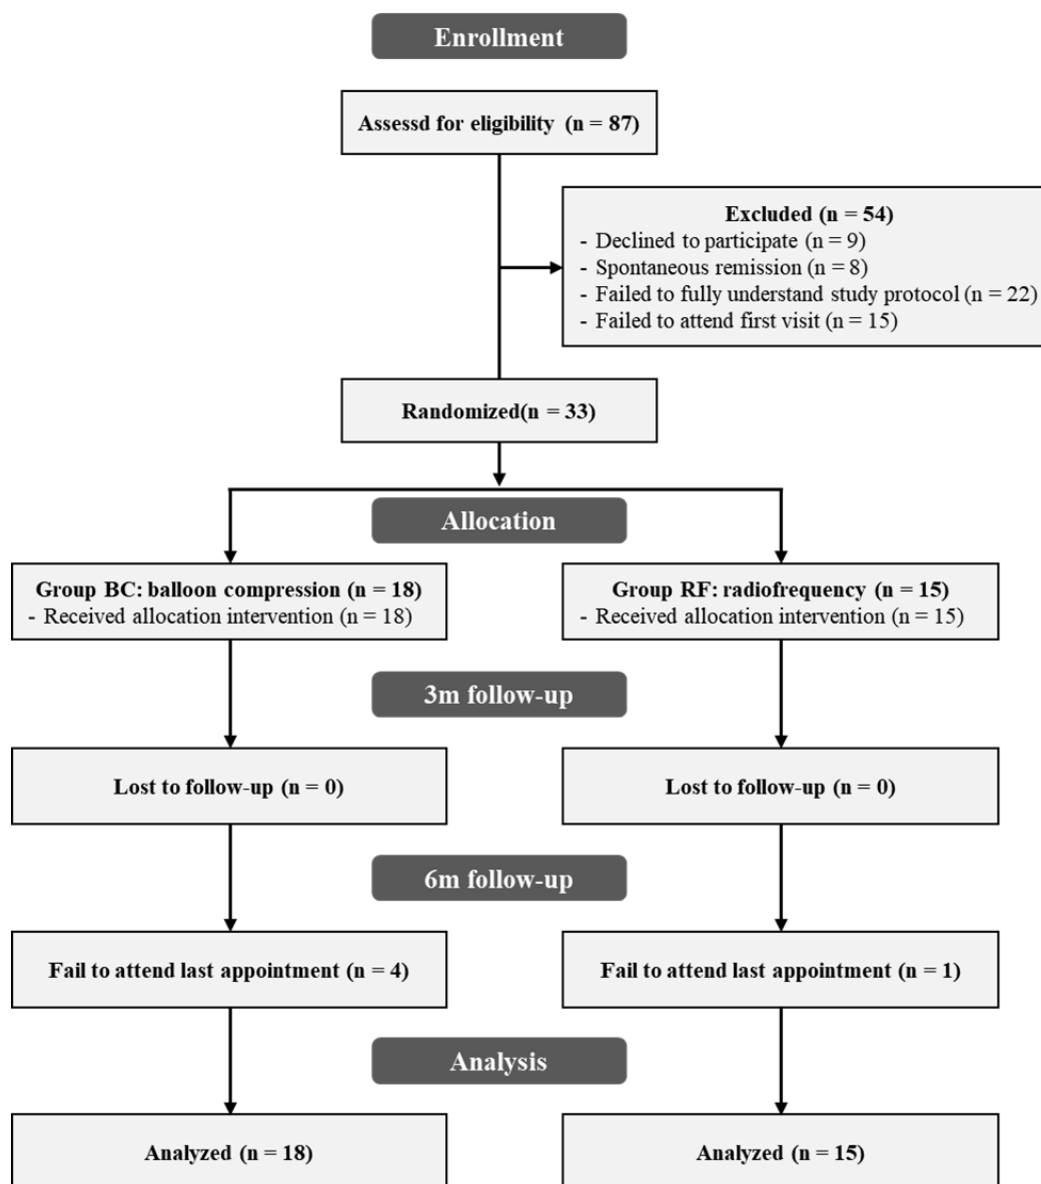 Enrollment
Assessd for eligibility (n = 87)
Excluded (n = 54)
- Declined to participate (n = 9)
- Spontaneous remission (n = 8)
- Failed to fully understand study protocol (n = 22)
- Failed to attend first visit (n = 15)
Randomized(n = 33)
Allocation
Group BC: balloon compression (n = 18)
- Received allocation intervention (n = 18)
Group RF: radiofrequency (n = 15)
- Received allocation intervention (n = 15)
3m follow-up
Lost to follow-up (n = 0)
Lost to follow-up (n = 0)
6m follow-up
Fail to attend last appointment (n = 4)
Fail to attend last appointment (n = 1)
Analysis
Analyzed (n = 18)
Analyzed (n = 15)